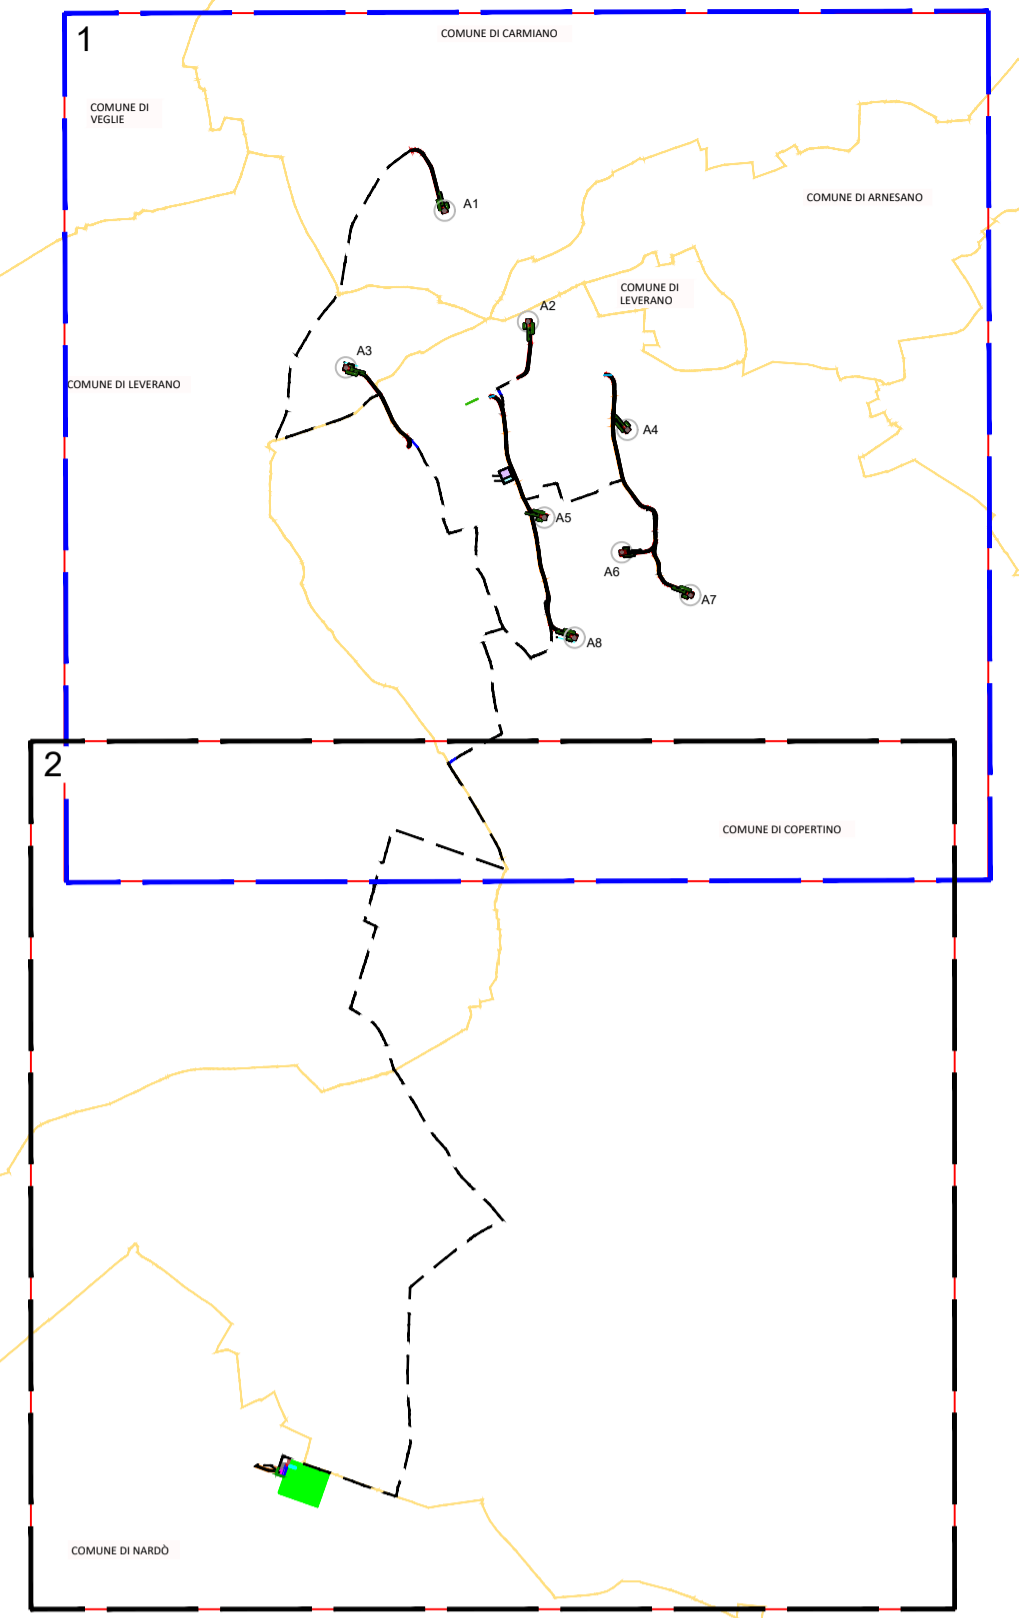 1
COMUNE DI CARMIANO
COMUNE DI
VEGLIE
COMUNE DI ARNESANO
A1
COMUNE DI
LEVERANO
A2
A3
COMUNE DI LEVERANO
A4
A5
A6
A7
A8
2
COMUNE DI COPERTINO
COMUNE DI NARDÒ